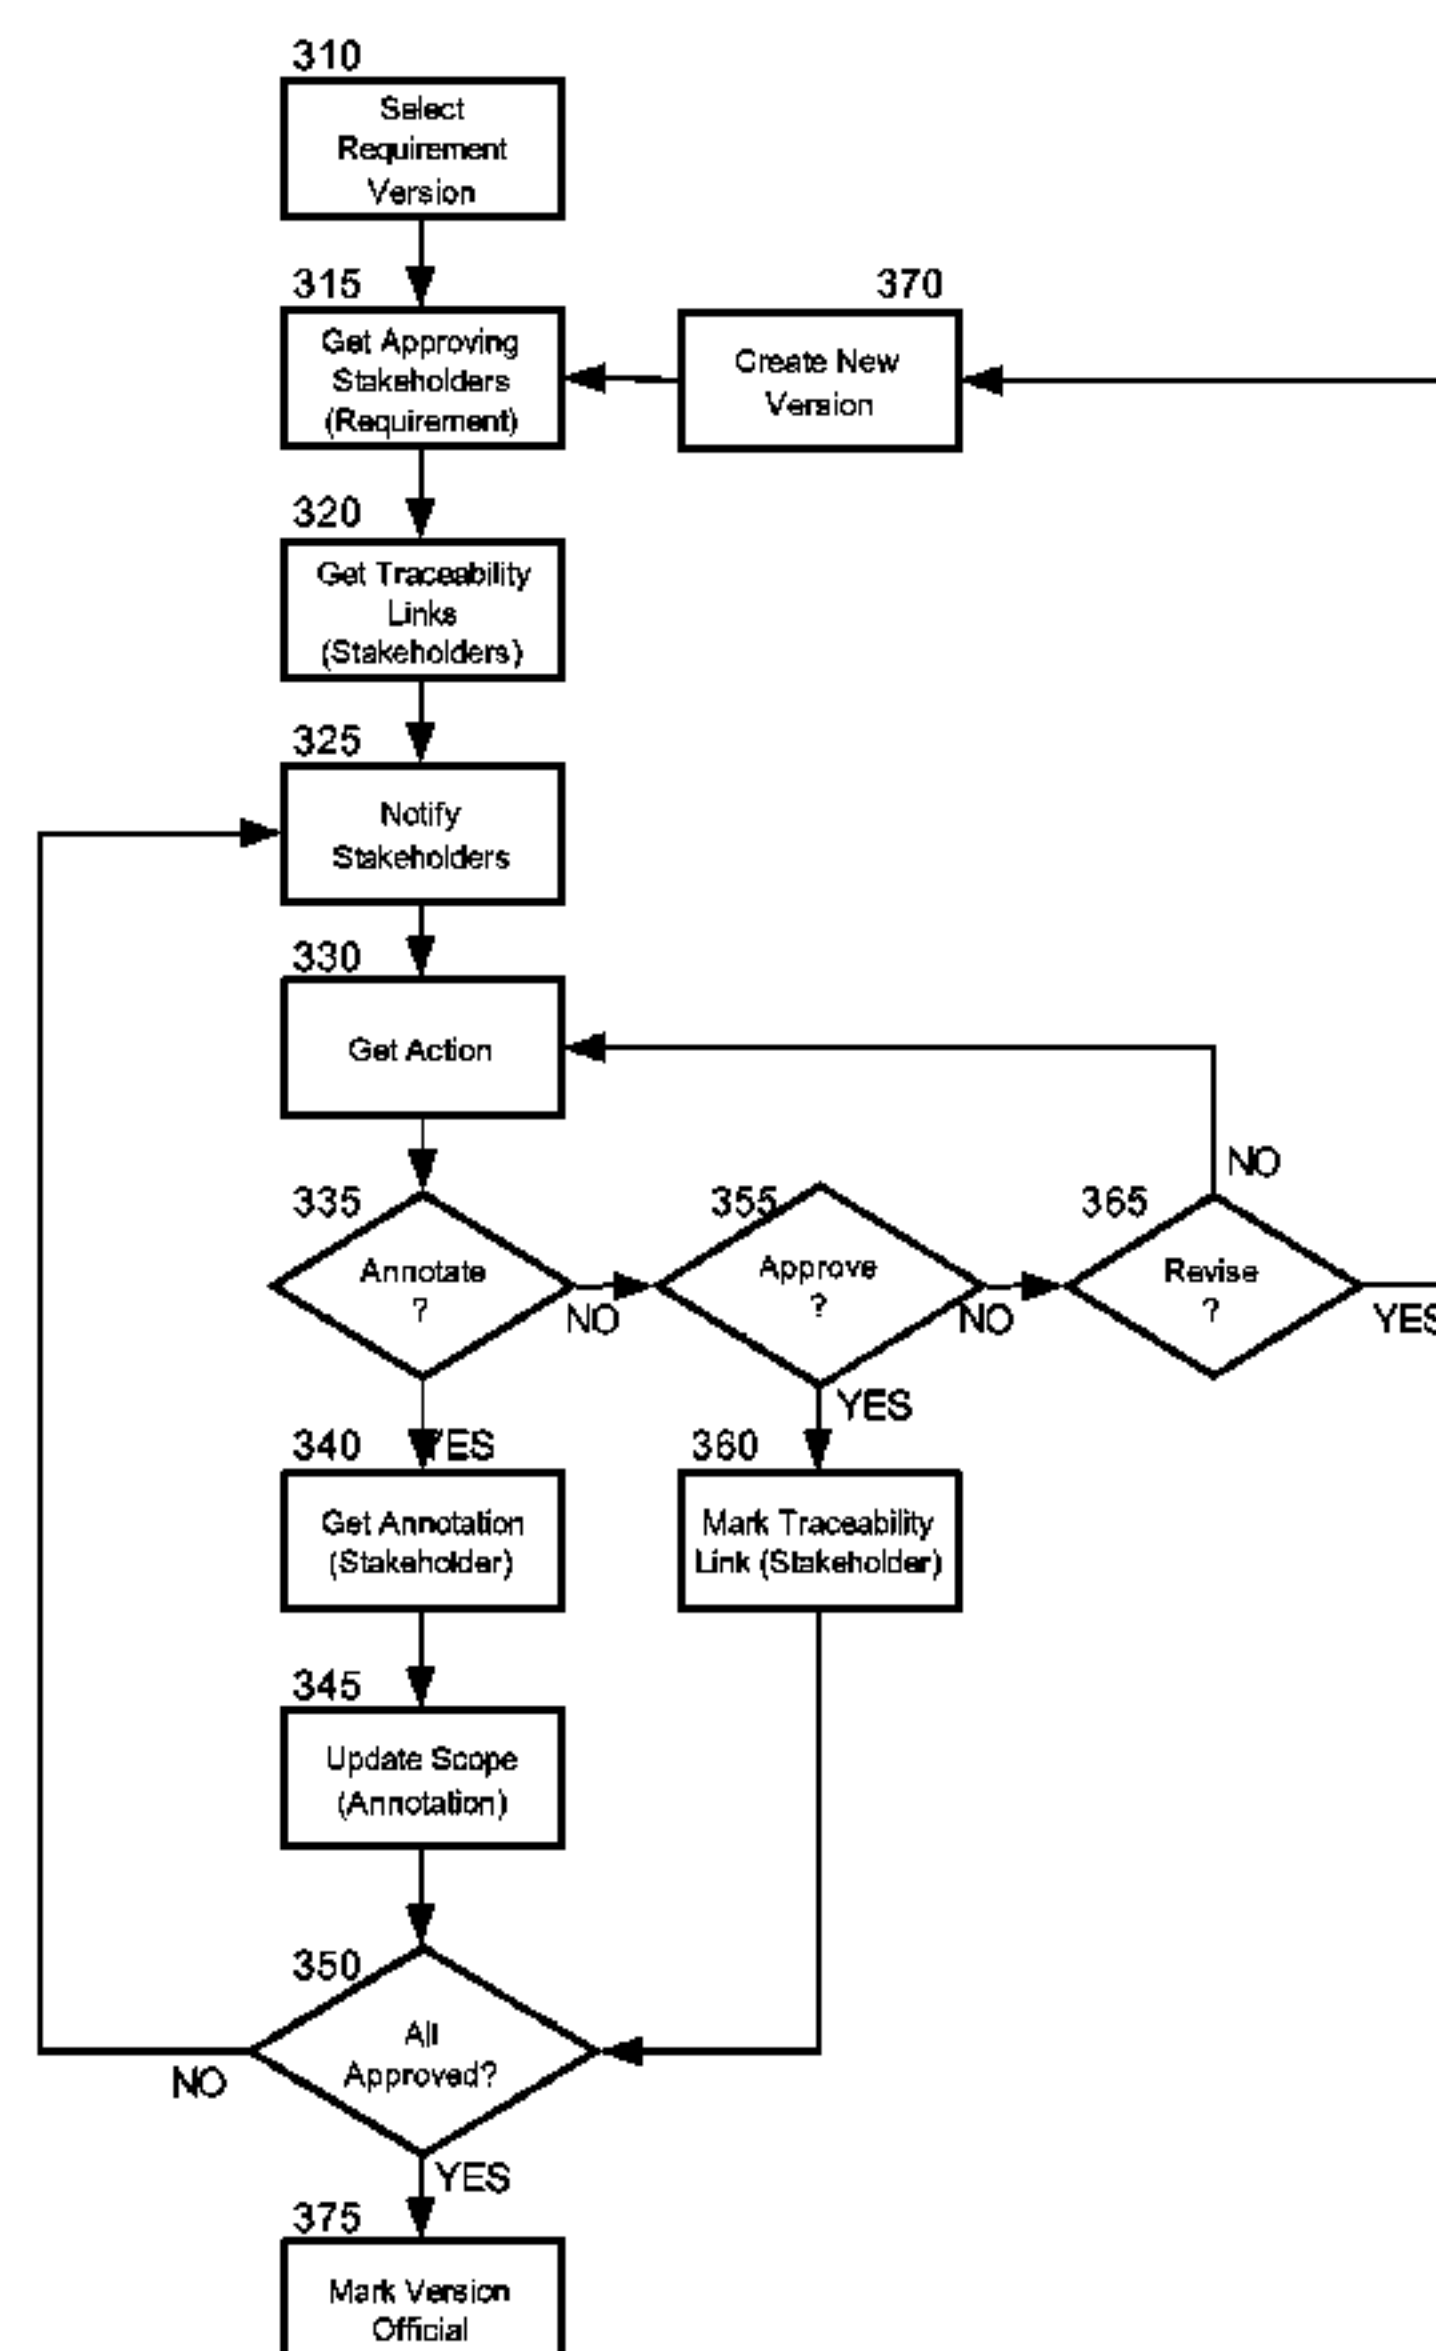 310
Select
Requirement
Version
315
Get Approving
Stakeholders
(Requirement)
370
Create New
Version
320
Get Traceability
Links
(Stakeholders)
325
Notify
Stakeholders
330
Get Action
335
Annotate
?
NO
355
Approve
?
NO
365
Revise
?
NO
YES
YES
YES
340
Get Annotation
(Stakeholder)
360
Mark Traceability
Link (Stakeholder)
345
Update Scope
(Annotation)
350
All
Approved?
NO
YES
375
Mark Version
Official